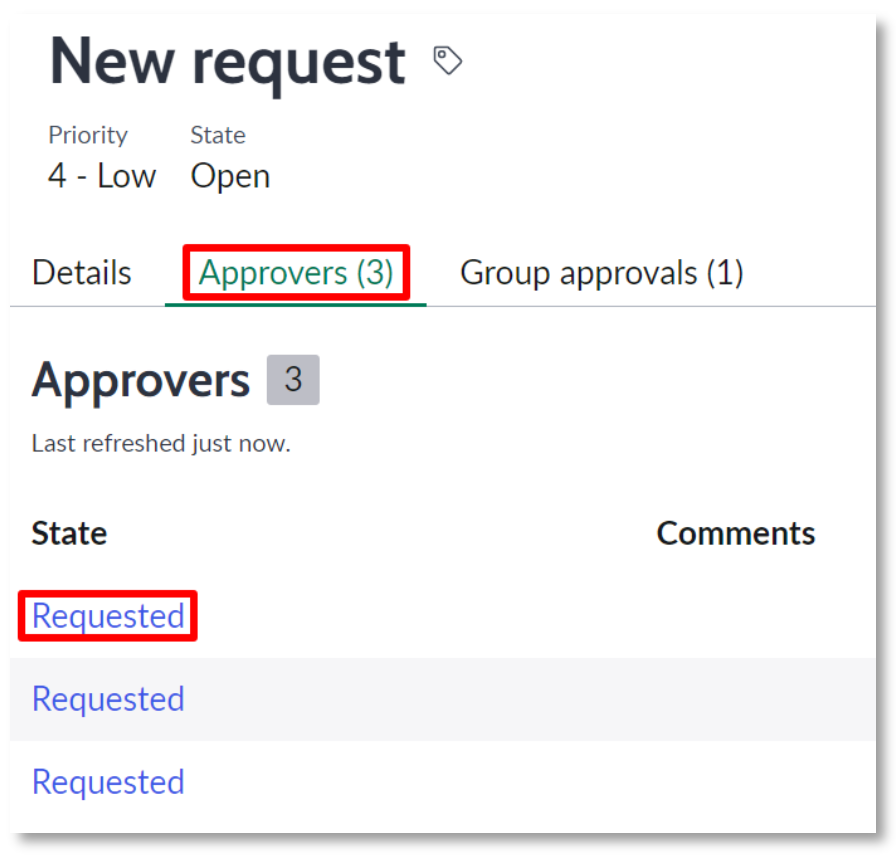 New request
Priority State
4 - Low Open
Details Approvers (3) Group approvals (1)
Approvers 3
Last refreshed just now.
State Comments
Requested
Requested
Requested